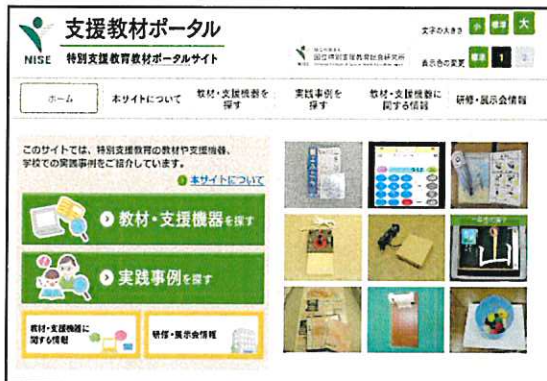 支援教材ポータル
NISE 特別支援教育教材ポータルサイト
国立特別支援教育総合研究所
文字の大きさ 小 標準 大
表示色の変更 標準 1 2
ホーム
本サイトについて
教材・支援機器を
探す
実践事例を
探す
教材・支援機器に
関する情報
研修・展示会情報
このサイトでは、特別支援教育の教材や支援機器、
学校での実践事例をご紹介しています。
本サイトについて
教材・支援機器を探す
実践事例を探す
教材・支援機器に
関する情報
研修・展示会情報